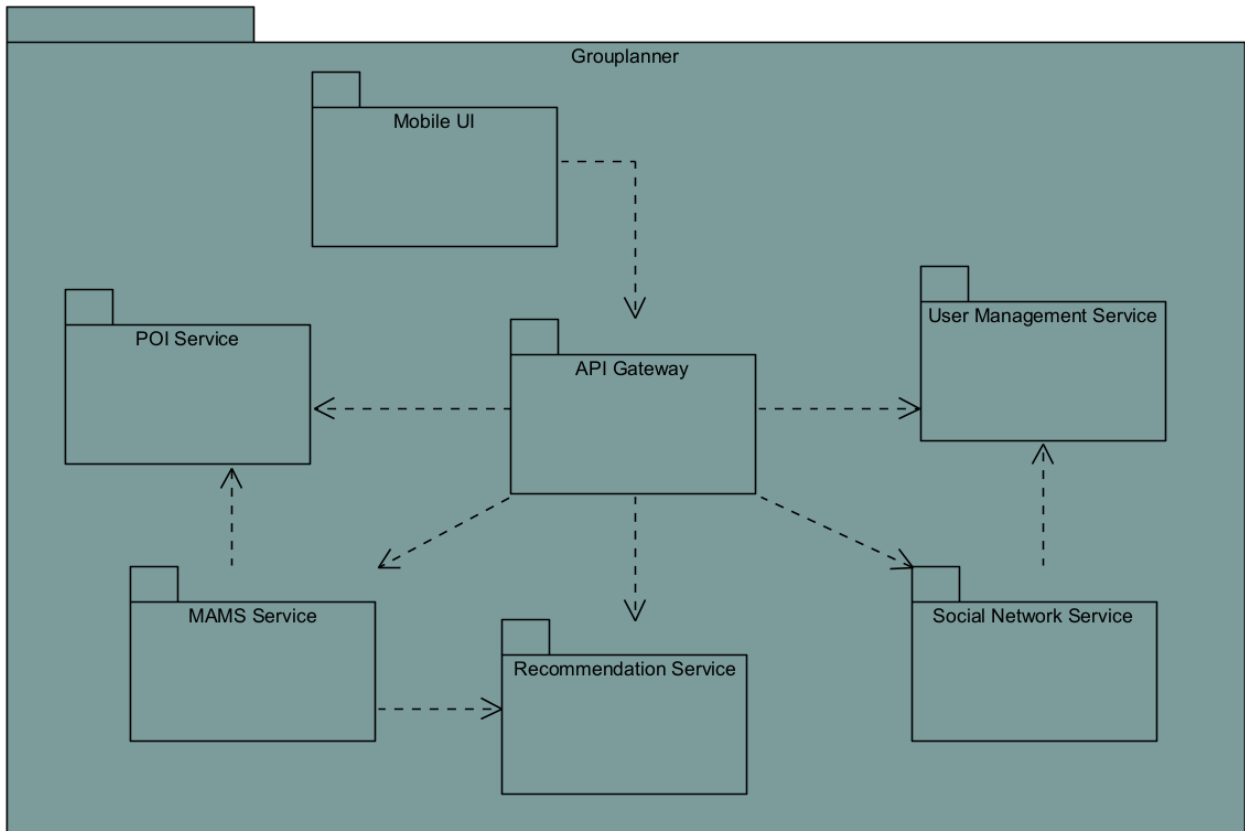 Grouplanner
Mobile UI
User Management Service
POI Service
API Gateway
MAMS Service
Social Network Service
Recommendation Service